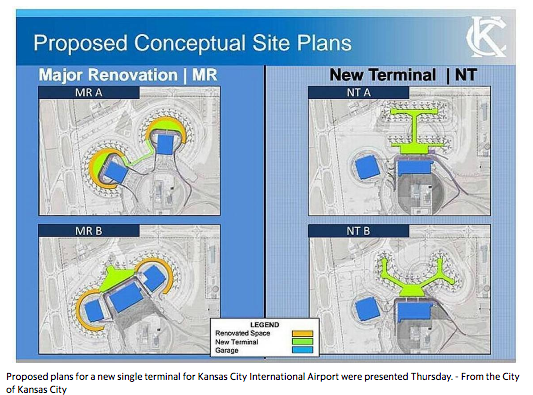 Proposed Conceptual Site Plans
KC
Major Renovation | MR
New Terminal | NT
MR A
NT A
MR B
NT B
LEGEND
Renovated Space
New Terminal
Garage
Proposed plans for a new single terminal for Kansas City International Airport were presented Thursday. - From the City
of Kansas City